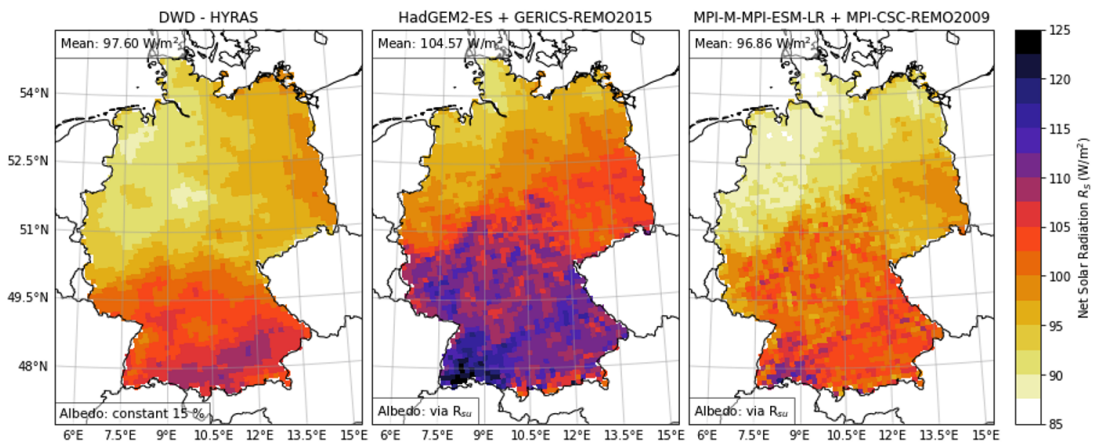 DWD - HYRAS
HadGEM2-ES + GERICS-REMO2015
MPI-M-MPI-ESM-LR + MPI-CSC-REMO2009
Mean: 97.60 W/m²
Mean: 104.57 W/m²
Mean: 96.86 W/m²
54°N
52.5°N
51°N
49.5°N
48°N
Albedo: constant 15 %
Albedo: via Rsu
Albedo: via Rsu
6°E 7.5°E 9°E 10.5°E 12°E 13.5°E 15°E
6°E 7.5°E 9°E 10.5°E 12°E 13.5°E 15°E
6°E 7.5°E 9°E 10.5°E 12°E 13.5°E 15°E
125
120
115
110
105
100
95
90
85
Net Solar Radiation RS (W/m²)